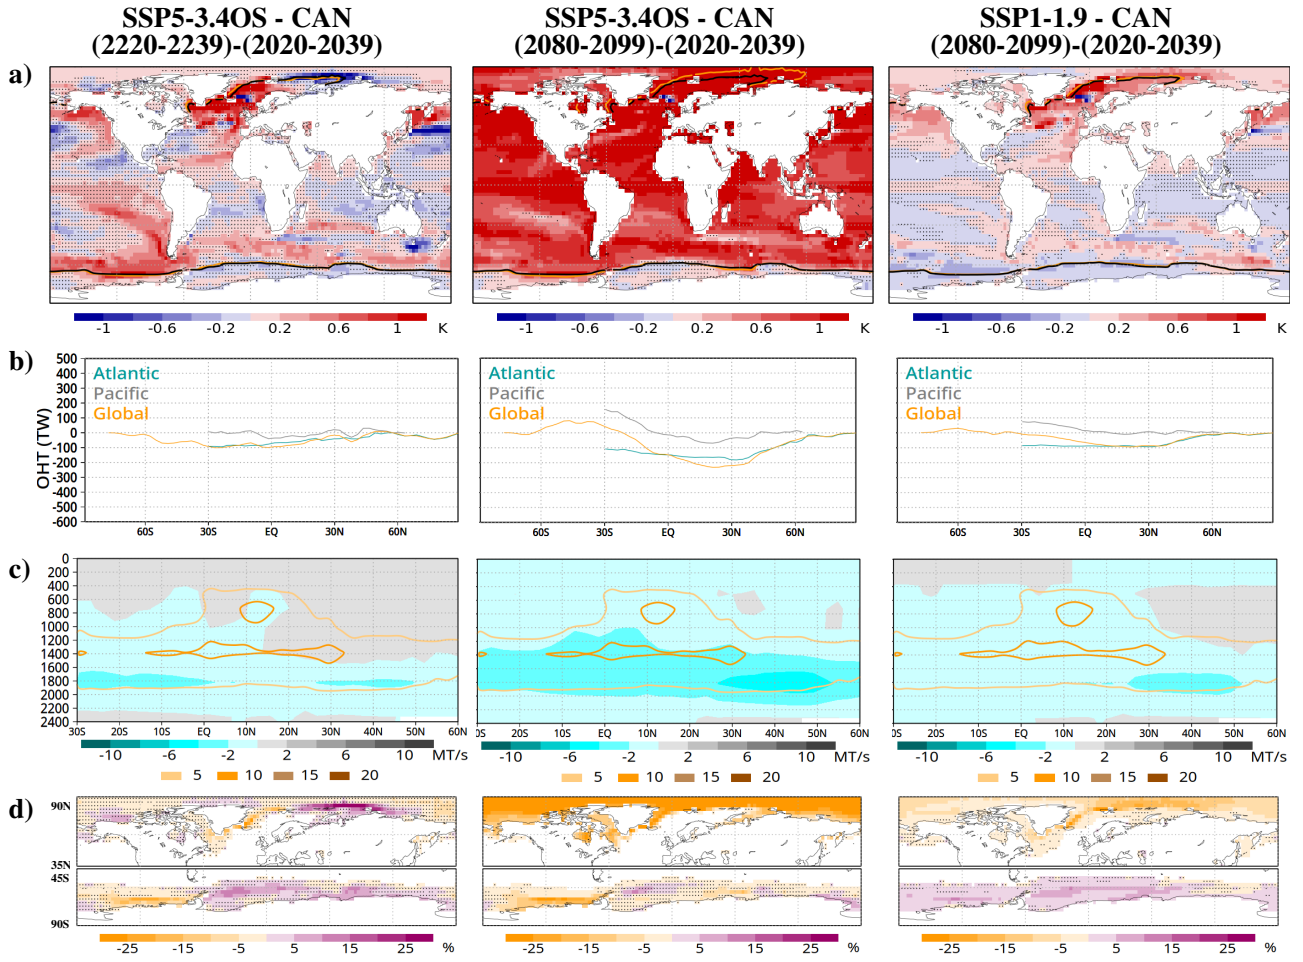 SSP5-3.4OS - CAN SSP5-3.4OS - CAN SSP1-1.9 - CAN
(2220-2239)-(2020-2039) (2080-2099)-(2020-2039) (2080-2099)-(2020-2039)
a)
-1 -0.6 -0.2 0.2 0.6 1 K -1 -0.6 -0.2 0.2 0.6 1 K -1 -0.6 -0.2 0.2 0.6 1 K
b)
OHT (TW)
500
400
300
200
100
0
-100
-200
-300
-400
-500
-600
Atlantic Atlantic Atlantic
Pacific Pacific Pacific
Global Global Global
60S 30S EQ 30N 60N 60S 30S EQ 30N 60N 60S 30S EQ 30N 60N
c)
0
200
400
600
800
1000
1200
1400
1600
1800
2000
2200
2400
30S 20S 10S EQ 10N 20N 30N 40N 50N 60N 0S 20S 10S EQ 10N 20N 30N 40N 50N 60N 0S 20S 10S EQ 10N 20N 30N 40N 50N 60N
-10 -6 -2 2 6 10 MT/s -10 -6 -2 2 6 10 MT/s -10 -6 -2 2 6 10 MT/s
5 10 15 20 5 10 15 20 5 10 15 20
d)
90N
35N
45S
90S
-25 -15 -5 5 15 25 % -25 -15 -5 5 15 25 % -25 -15 -5 5 15 25 %